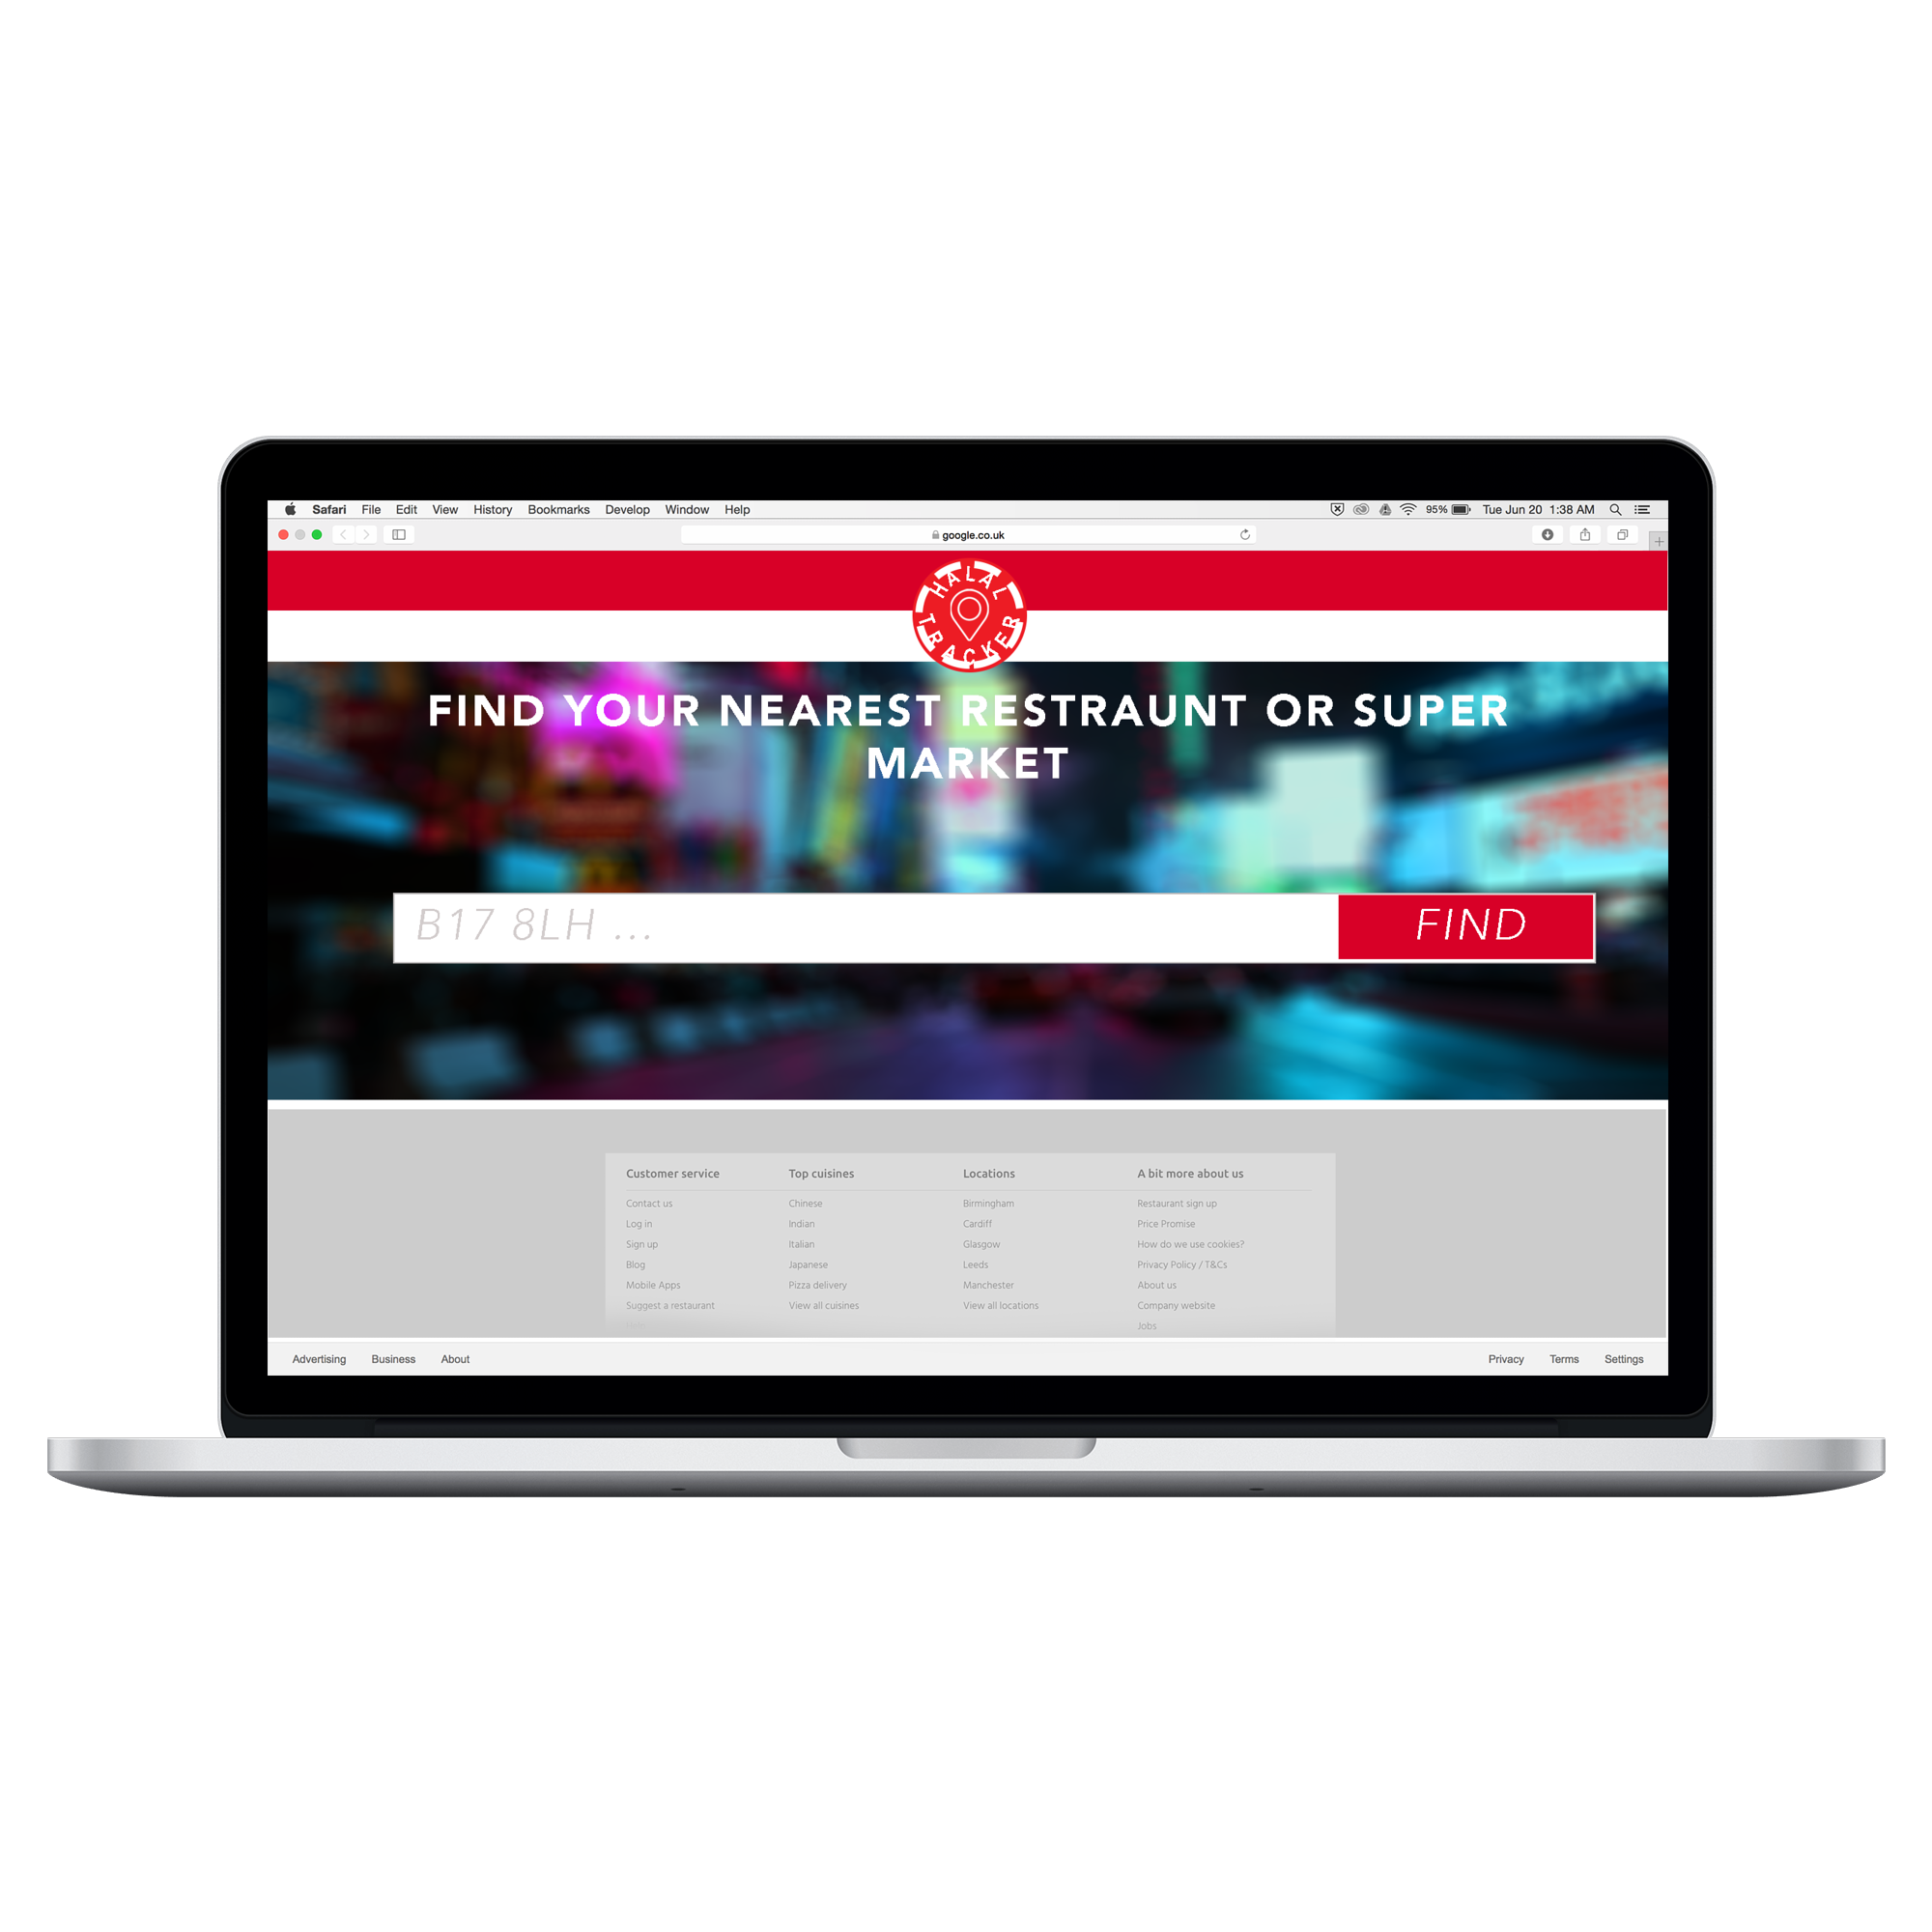 Safari File Edit View History Bookmarks Develop Window Help 95% Tue Jun 20 1:38 AM
google.co.uk
HALAL
TRACKER
FIND YOUR NEAREST RESTRAUNT OR SUPER
MARKET
B17 8LH ... FIND
Customer service Top cuisines Locations A bit more about us
Contact us Chinese Birmingham Restaurant sign up
Log in Indian Cardiff Price Promise
Sign up Italian Glasgow How do we use cookies?
Blog Japanese Leeds Privacy Policy / T&Cs
Mobile Apps Pizza delivery Manchester About us
Suggest a restaurant View all cuisines View all locations Company website
Jobs
Advertising Business About Privacy Terms Settings